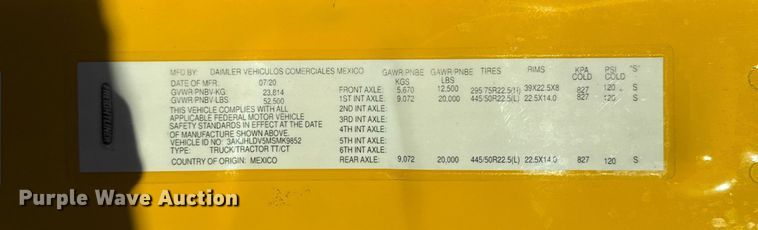 FREIGHTLINER
MFD BY: DAIMLER VEHICULOS COMERCIALES MEXICO GAWR/PNBE GAWR/PNBE TIRES RIMS KPA PSI "S"
KGS LBS COLD COLD
DATE OF MFR: 07/20 FRONT AXLE: 5,670 12,500 295/75R22.5(H) 39X22.5X8 827 120 S
GVWR PNBV-KG 23,814 1ST INT AXLE: 9,072 20,000 445/50R22.5(L) 22.5X14.0 827 120 S
GVWR PNBV-LBS 52,500 2ND INT AXLE:
THIS VEHICLE COMPLIES WITH ALL
APPLICABLE FEDERAL MOTOR VEHICLE 3RD INT AXLE:
SAFETY STANDARDS IN EFFECT AT THE DATE 4TH INT AXLE:
OF MANUFACTURE SHOWN ABOVE.
VEHICLE ID 3AKJHLDV5MSMK9852 5TH INT AXLE:
TYPE: TRUCK/TRACTOR TT/CT 6TH INT AXLE:
COUNTRY OF ORIGIN: MEXICO REAR AXLE: 9,072 20,000 445/50R22.5(L) 22.5X14.0 827 120 S
Purple Wave Auction